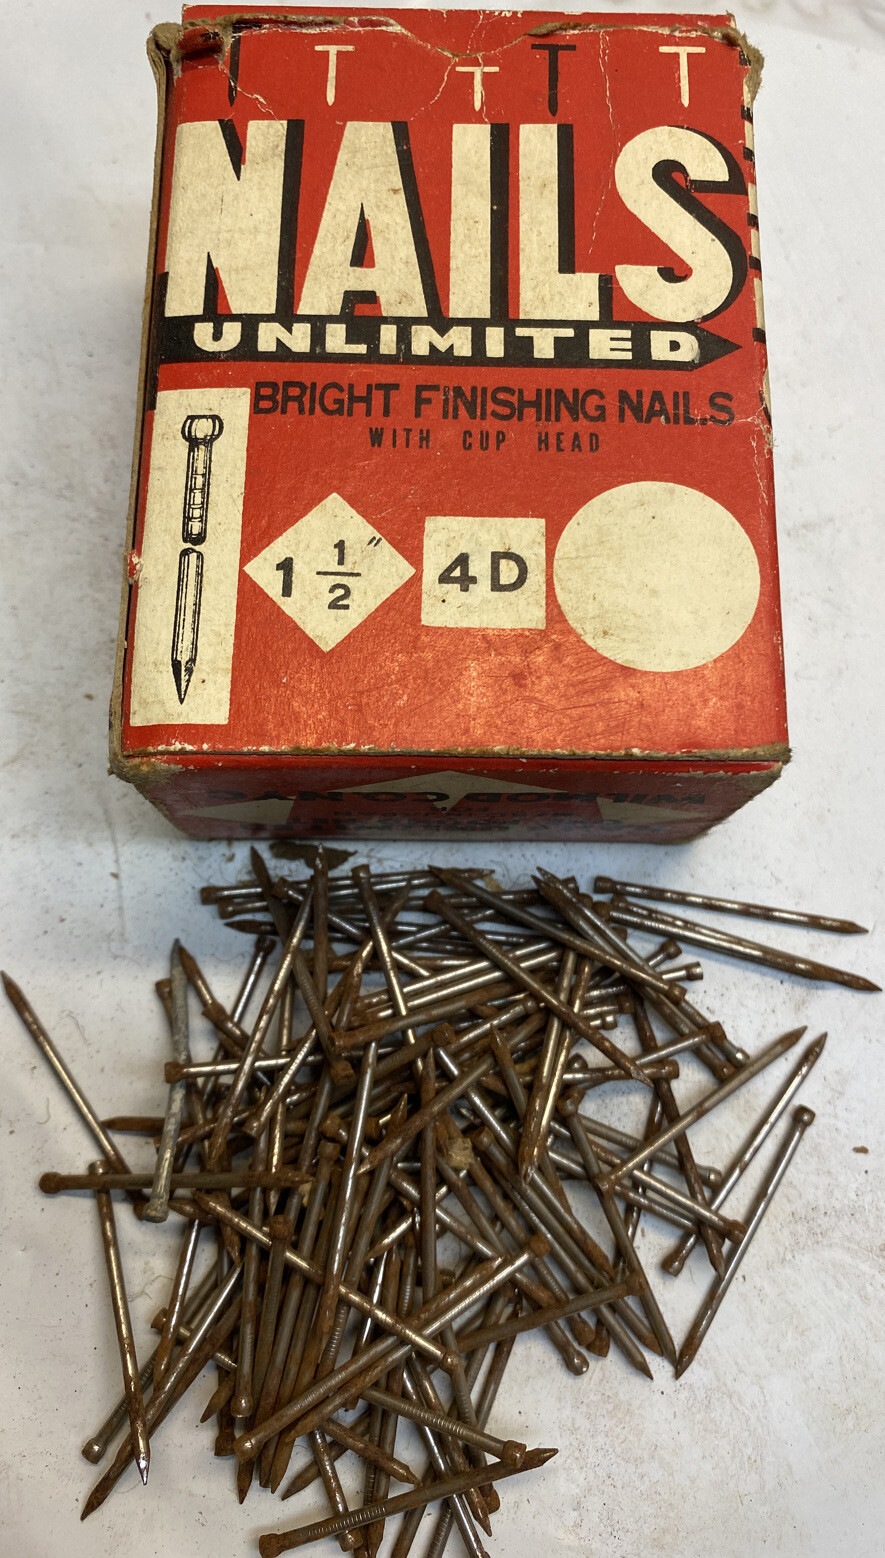 NAILS
UNLIMITED
BRIGHT FINISHING NAILS
WITH CUP HEAD
1 1/2"
4D